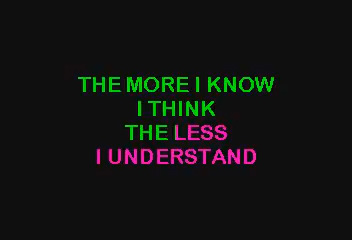 THE MORE I KNOW
I THINK
THE LESS
I UNDERSTAND